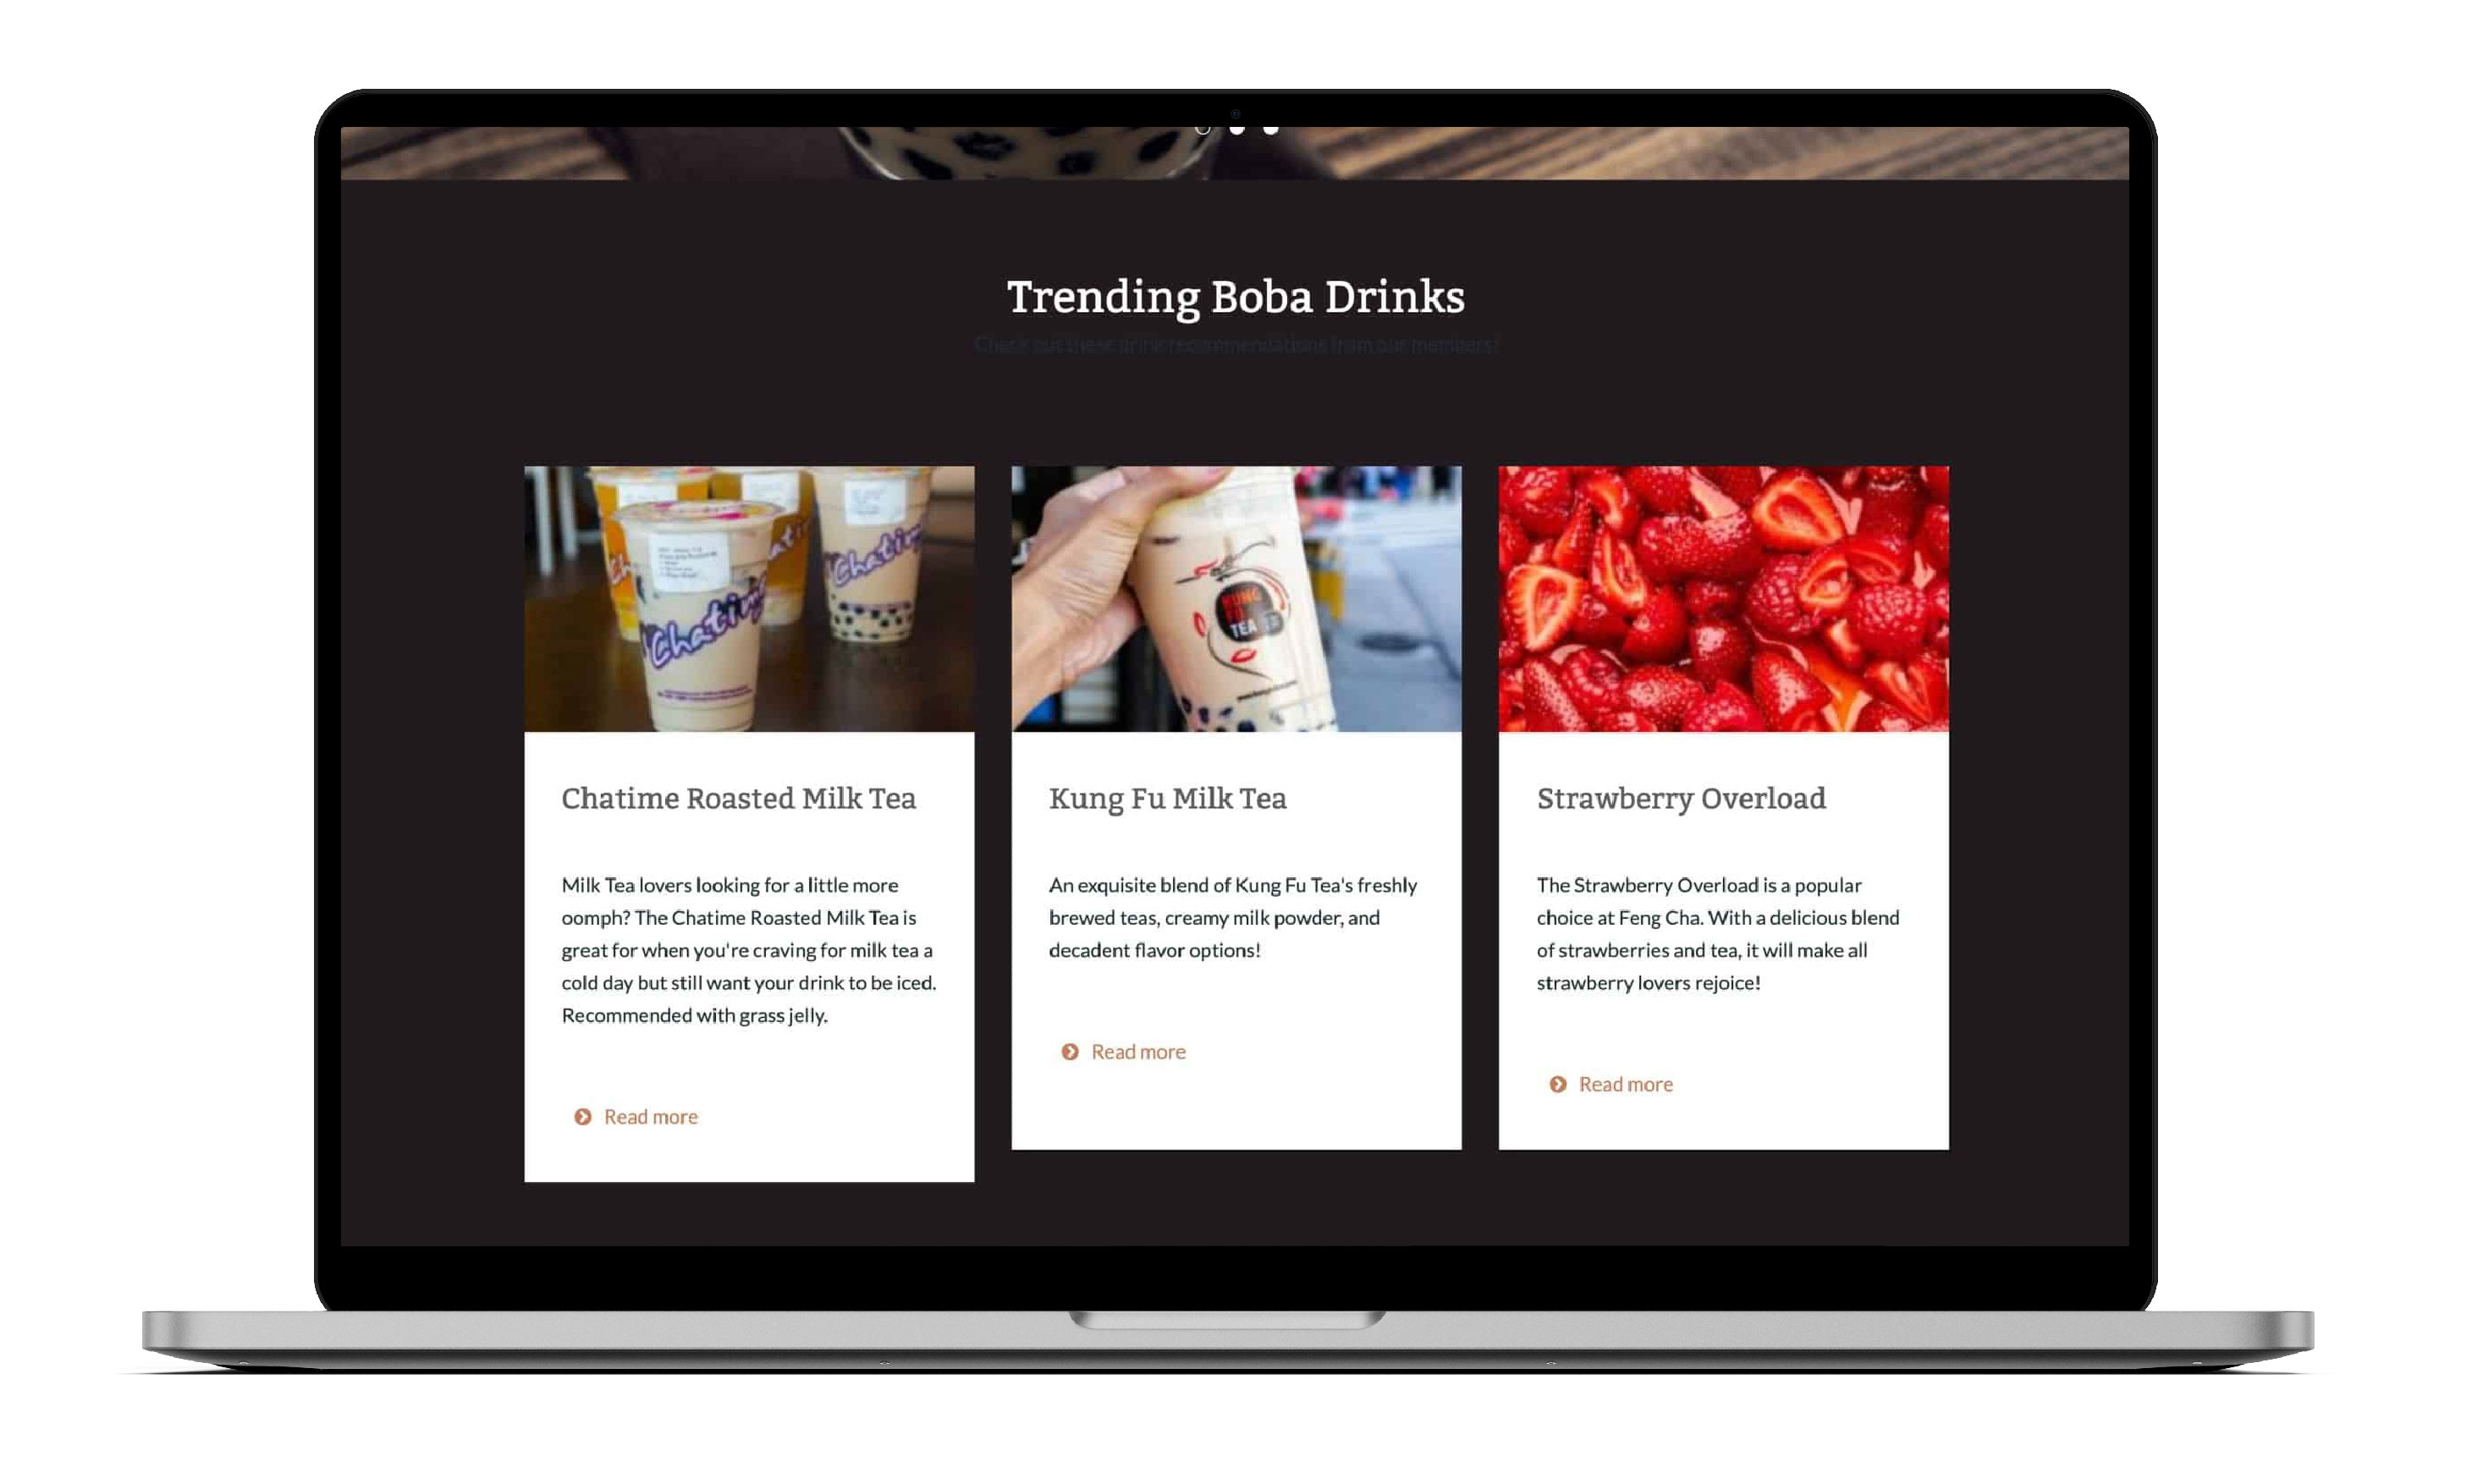 Trending Boba Drinks
Check out these drink recommendations from our members!
Chatime
Chatim
KUNG
FU
TEA
Chatime Roasted Milk Tea
Milk Tea lovers looking for a little more
oomph? The Chatime Roasted Milk Tea is
great for when you're craving for milk tea a
cold day but still want your drink to be iced.
Recommended with grass jelly.
Read more
Kung Fu Milk Tea
An exquisite blend of Kung Fu Tea's freshly
brewed teas, creamy milk powder, and
decadent flavor options!
Read more
Strawberry Overload
The Strawberry Overload is a popular
choice at Feng Cha. With a delicious blend
of strawberries and tea, it will make all
strawberry lovers rejoice!
Read more